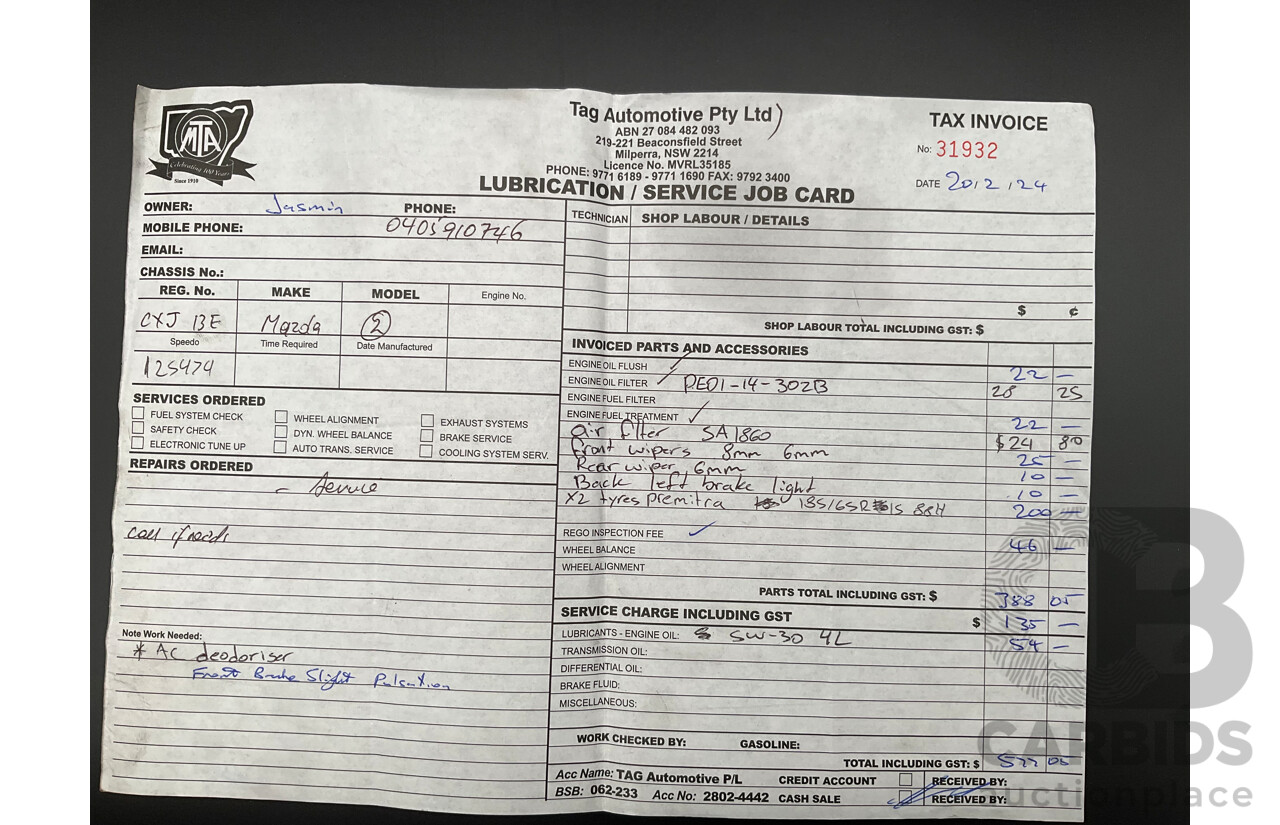 MTA
Celebrating 100 Years
Since 1910
Tag Automotive Pty Ltd
ABN 27 084 482 093
219-221 Beaconsfield Street
Milperra, NSW 2214
Licence No. MVRL35185
PHONE: 9771 6189 - 9771 1690 FAX: 9792 3400
LUBRICATION / SERVICE JOB CARD
TAX INVOICE
No: 31932
DATE 20/2/24
OWNER: Jasmin PHONE:
MOBILE PHONE: 0405910746
EMAIL:
CHASSIS No.:
REG. No. MAKE MODEL Engine No.
CXJ 13E Mazda 2
Speedo Time Required Date Manufactured
125474
SERVICES ORDERED
FUEL SYSTEM CHECK WHEEL ALIGNMENT EXHAUST SYSTEMS
SAFETY CHECK DYN. WHEEL BALANCE BRAKE SERVICE
ELECTRONIC TUNE UP AUTO TRANS. SERVICE COOLING SYSTEM SERV.
REPAIRS ORDERED
- Service
call if needs
Note Work Needed:
* AC deodoriser
Front Brake Slight Pulsation
TECHNICIAN SHOP LABOUR / DETAILS
$ ¢
SHOP LABOUR TOTAL INCLUDING GST: $
INVOICED PARTS AND ACCESSORIES
ENGINE OIL FLUSH ✓ 22 —
ENGINE OIL FILTER ✓ PED1-14-302B 28 25
ENGINE FUEL FILTER
ENGINE FUEL TREATMENT ✓ 22 —
air filter SA1860 $24 80
front wipers 8mm 6mm 25 —
Rear wiper 6mm 10 —
Back left brake light 10 —
X2 tyres premitra 185/65R 15 88H 200 —
REGO INSPECTION FEE ✓ 46 —
WHEEL BALANCE
WHEEL ALIGNMENT
PARTS TOTAL INCLUDING GST: $ 388 05
SERVICE CHARGE INCLUDING GST $ 135 —
LUBRICANTS - ENGINE OIL: 5W-30 4L 54 —
TRANSMISSION OIL:
DIFFERENTIAL OIL:
BRAKE FLUID:
MISCELLANEOUS:
WORK CHECKED BY: GASOLINE:
TOTAL INCLUDING GST: $ 577 05
Acc Name: TAG Automotive P/L CREDIT ACCOUNT RECEIVED BY:
BSB: 062-233 Acc No: 2802-4442 CASH SALE RECEIVED BY:
CARBIDS
auctionplace